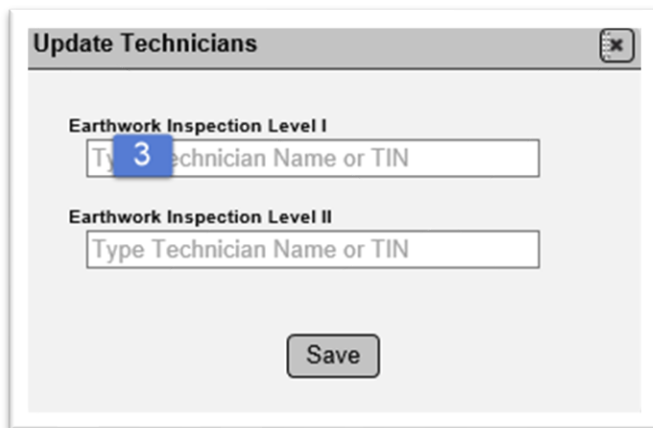 Update Technicians
Earthwork Inspection Level I
3 echnician Name or TIN
Earthwork Inspection Level II
Type Technician Name or TIN
Save